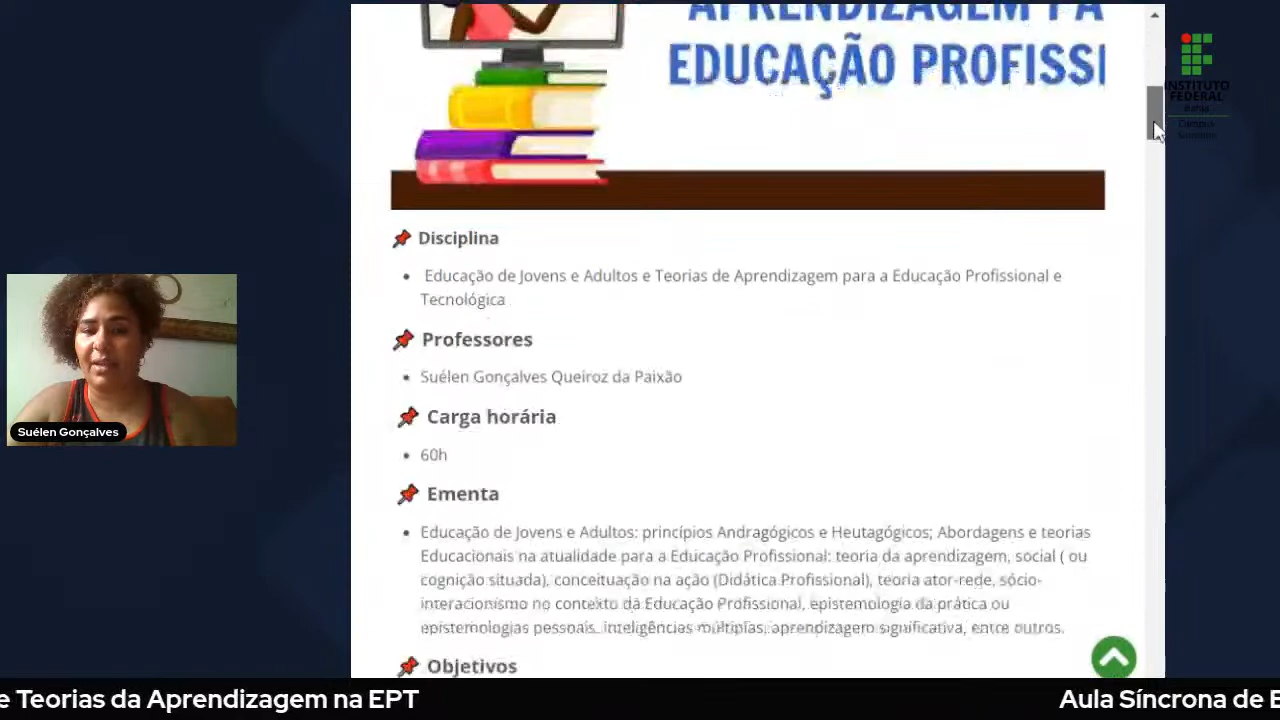 APRENDIZAGEM PA
EDUCAÇÃO PROFISSI
INSTITUTO
FEDERAL
Bahia
Campus
Disciplina
Educação de Jovens e Adultos e Teorias de Aprendizagem para a Educação Profissional e
Tecnológica
Professores
Suélen Gonçalves Queiroz da Paixão
Carga horária
60h
Suélen Gonçalves
Ementa
Educação de Jovens e Adultos: princípios Andragógicos e Heutagógicos; Abordagens e teorias
Educacionais na atualidade para a Educação Profissional: teoria da aprendizagem, social ( ou
cognição situada), conceituação na ação (Didática Profissional), teoria ator-rede, sócio-
interacionismo no contexto da Educação Profissional, epistemologia da prática ou
epistemologias pessoais, inteligências múltiplas, aprendizagem significativa, entre outros.
Objetivos
e Teorias da Aprendizagem na EPT
Aula Síncrona de E